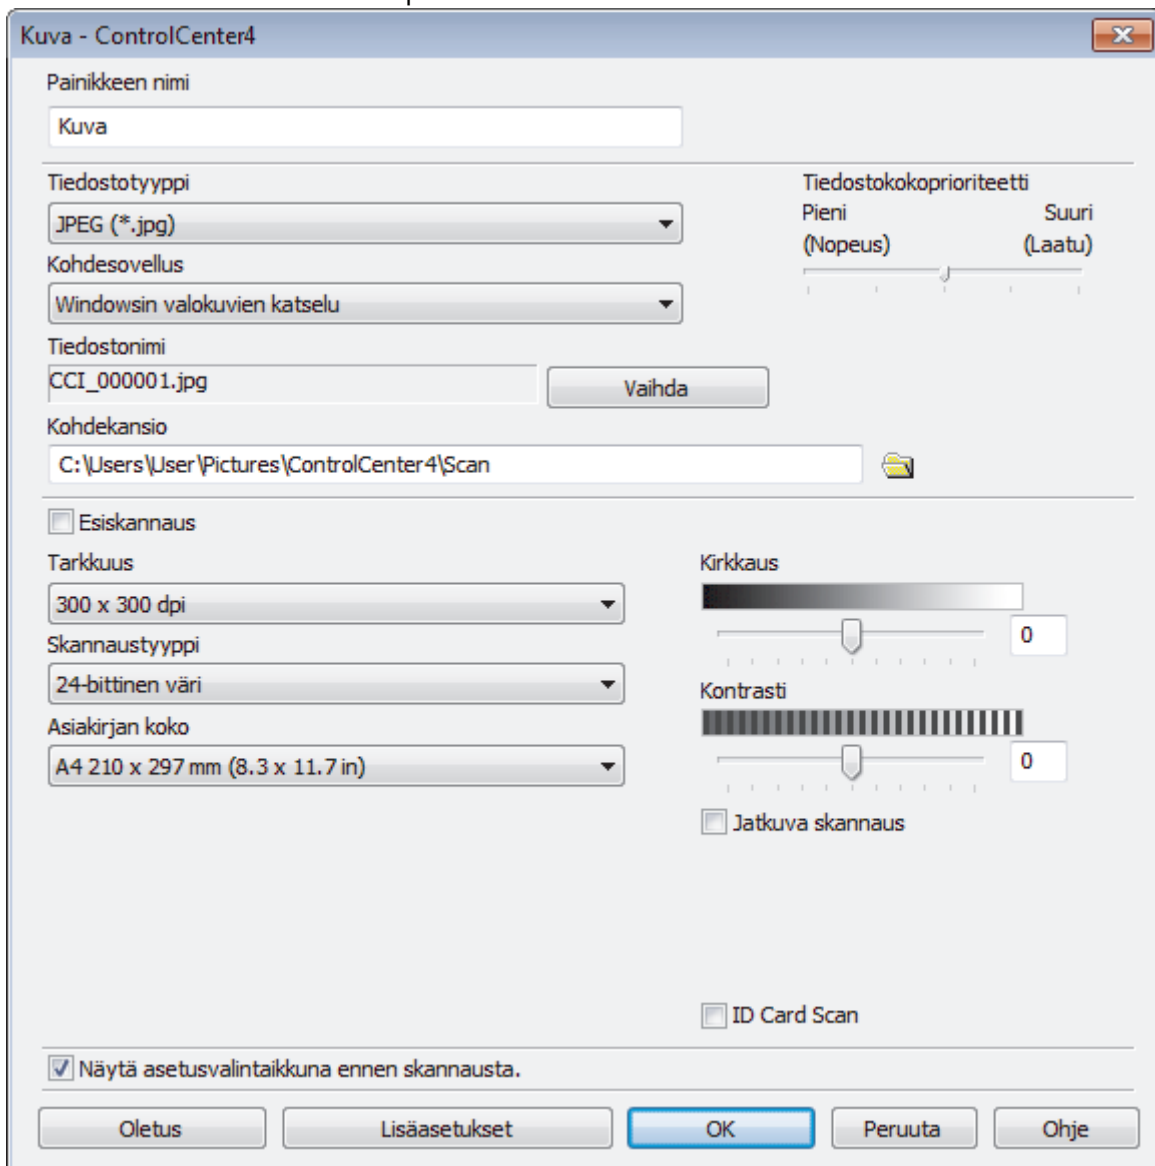 Kuva - ControlCenter4
Painikkeen nimi
Kuva
Tiedostotyyppi
JPEG (*.jpg)
Tiedostokokoprioriteetti
Pieni Suuri
(Nopeus) (Laatu)
Kohdesovellus
Windowsin valokuvien katselu
Tiedostonimi
CCI_000001.jpg
Vaihda
Kohdekansio
C:\Users\User\Pictures\ControlCenter4\Scan
Esiskannaus
Tarkkuus
300 x 300 dpi
Skannaustyyppi
24-bittinen väri
Asiakirjan koko
A4 210 x 297 mm (8.3 x 11.7 in)
Kirkkaus
0
Kontrasti
0
Jatkuva skannaus
ID Card Scan
Näytä asetusvalintaikkuna ennen skannausta.
Oletus Lisäasetukset OK Peruuta Ohje